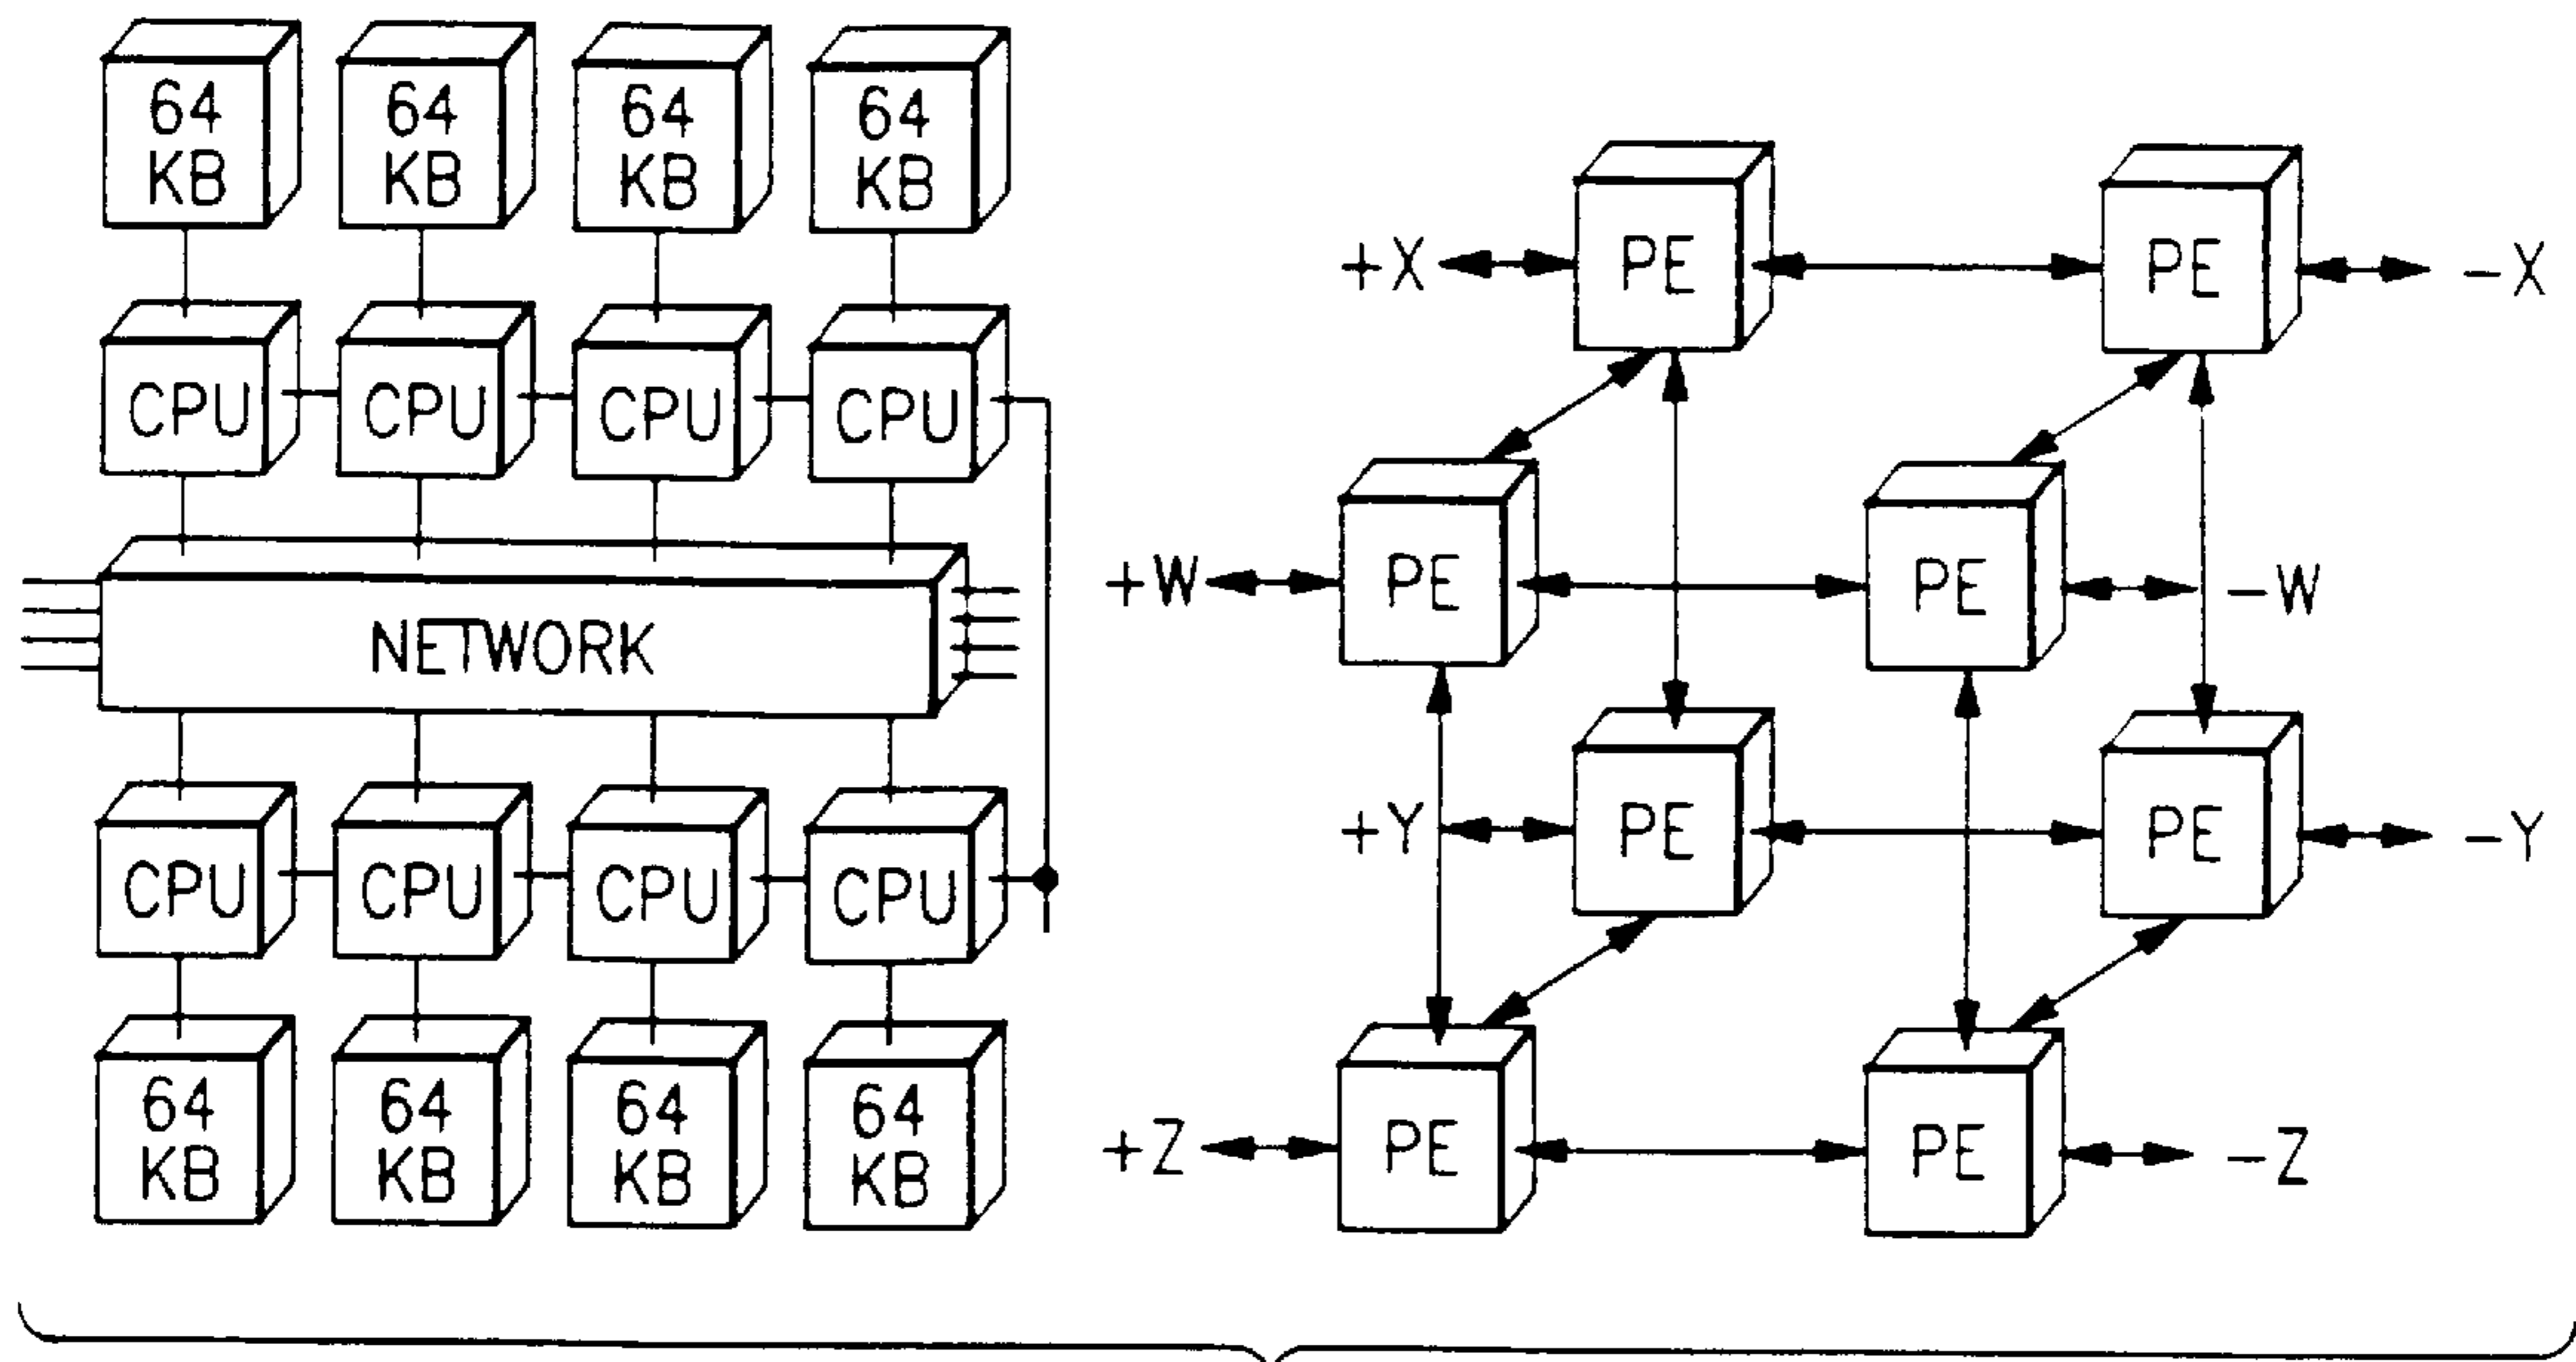 64 KB 64 KB 64 KB 64 KB
CPU CPU CPU CPU
NETWORK
CPU CPU CPU CPU
64 KB 64 KB 64 KB 64 KB
+X PE PE -X
+W PE PE -W
+Y PE PE -Y
+Z PE PE -Z